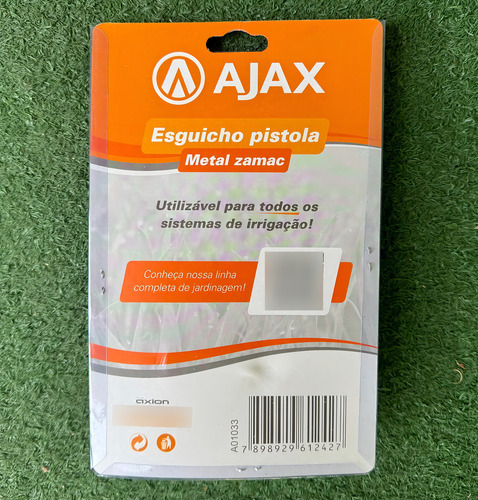 AJAX
Esguicho pistola
Metal zamac
Utilizável para todos os
sistemas de irrigação!
Conheça nossa linha
completa de jardinagem!
axion
A01033
7 898929 612427